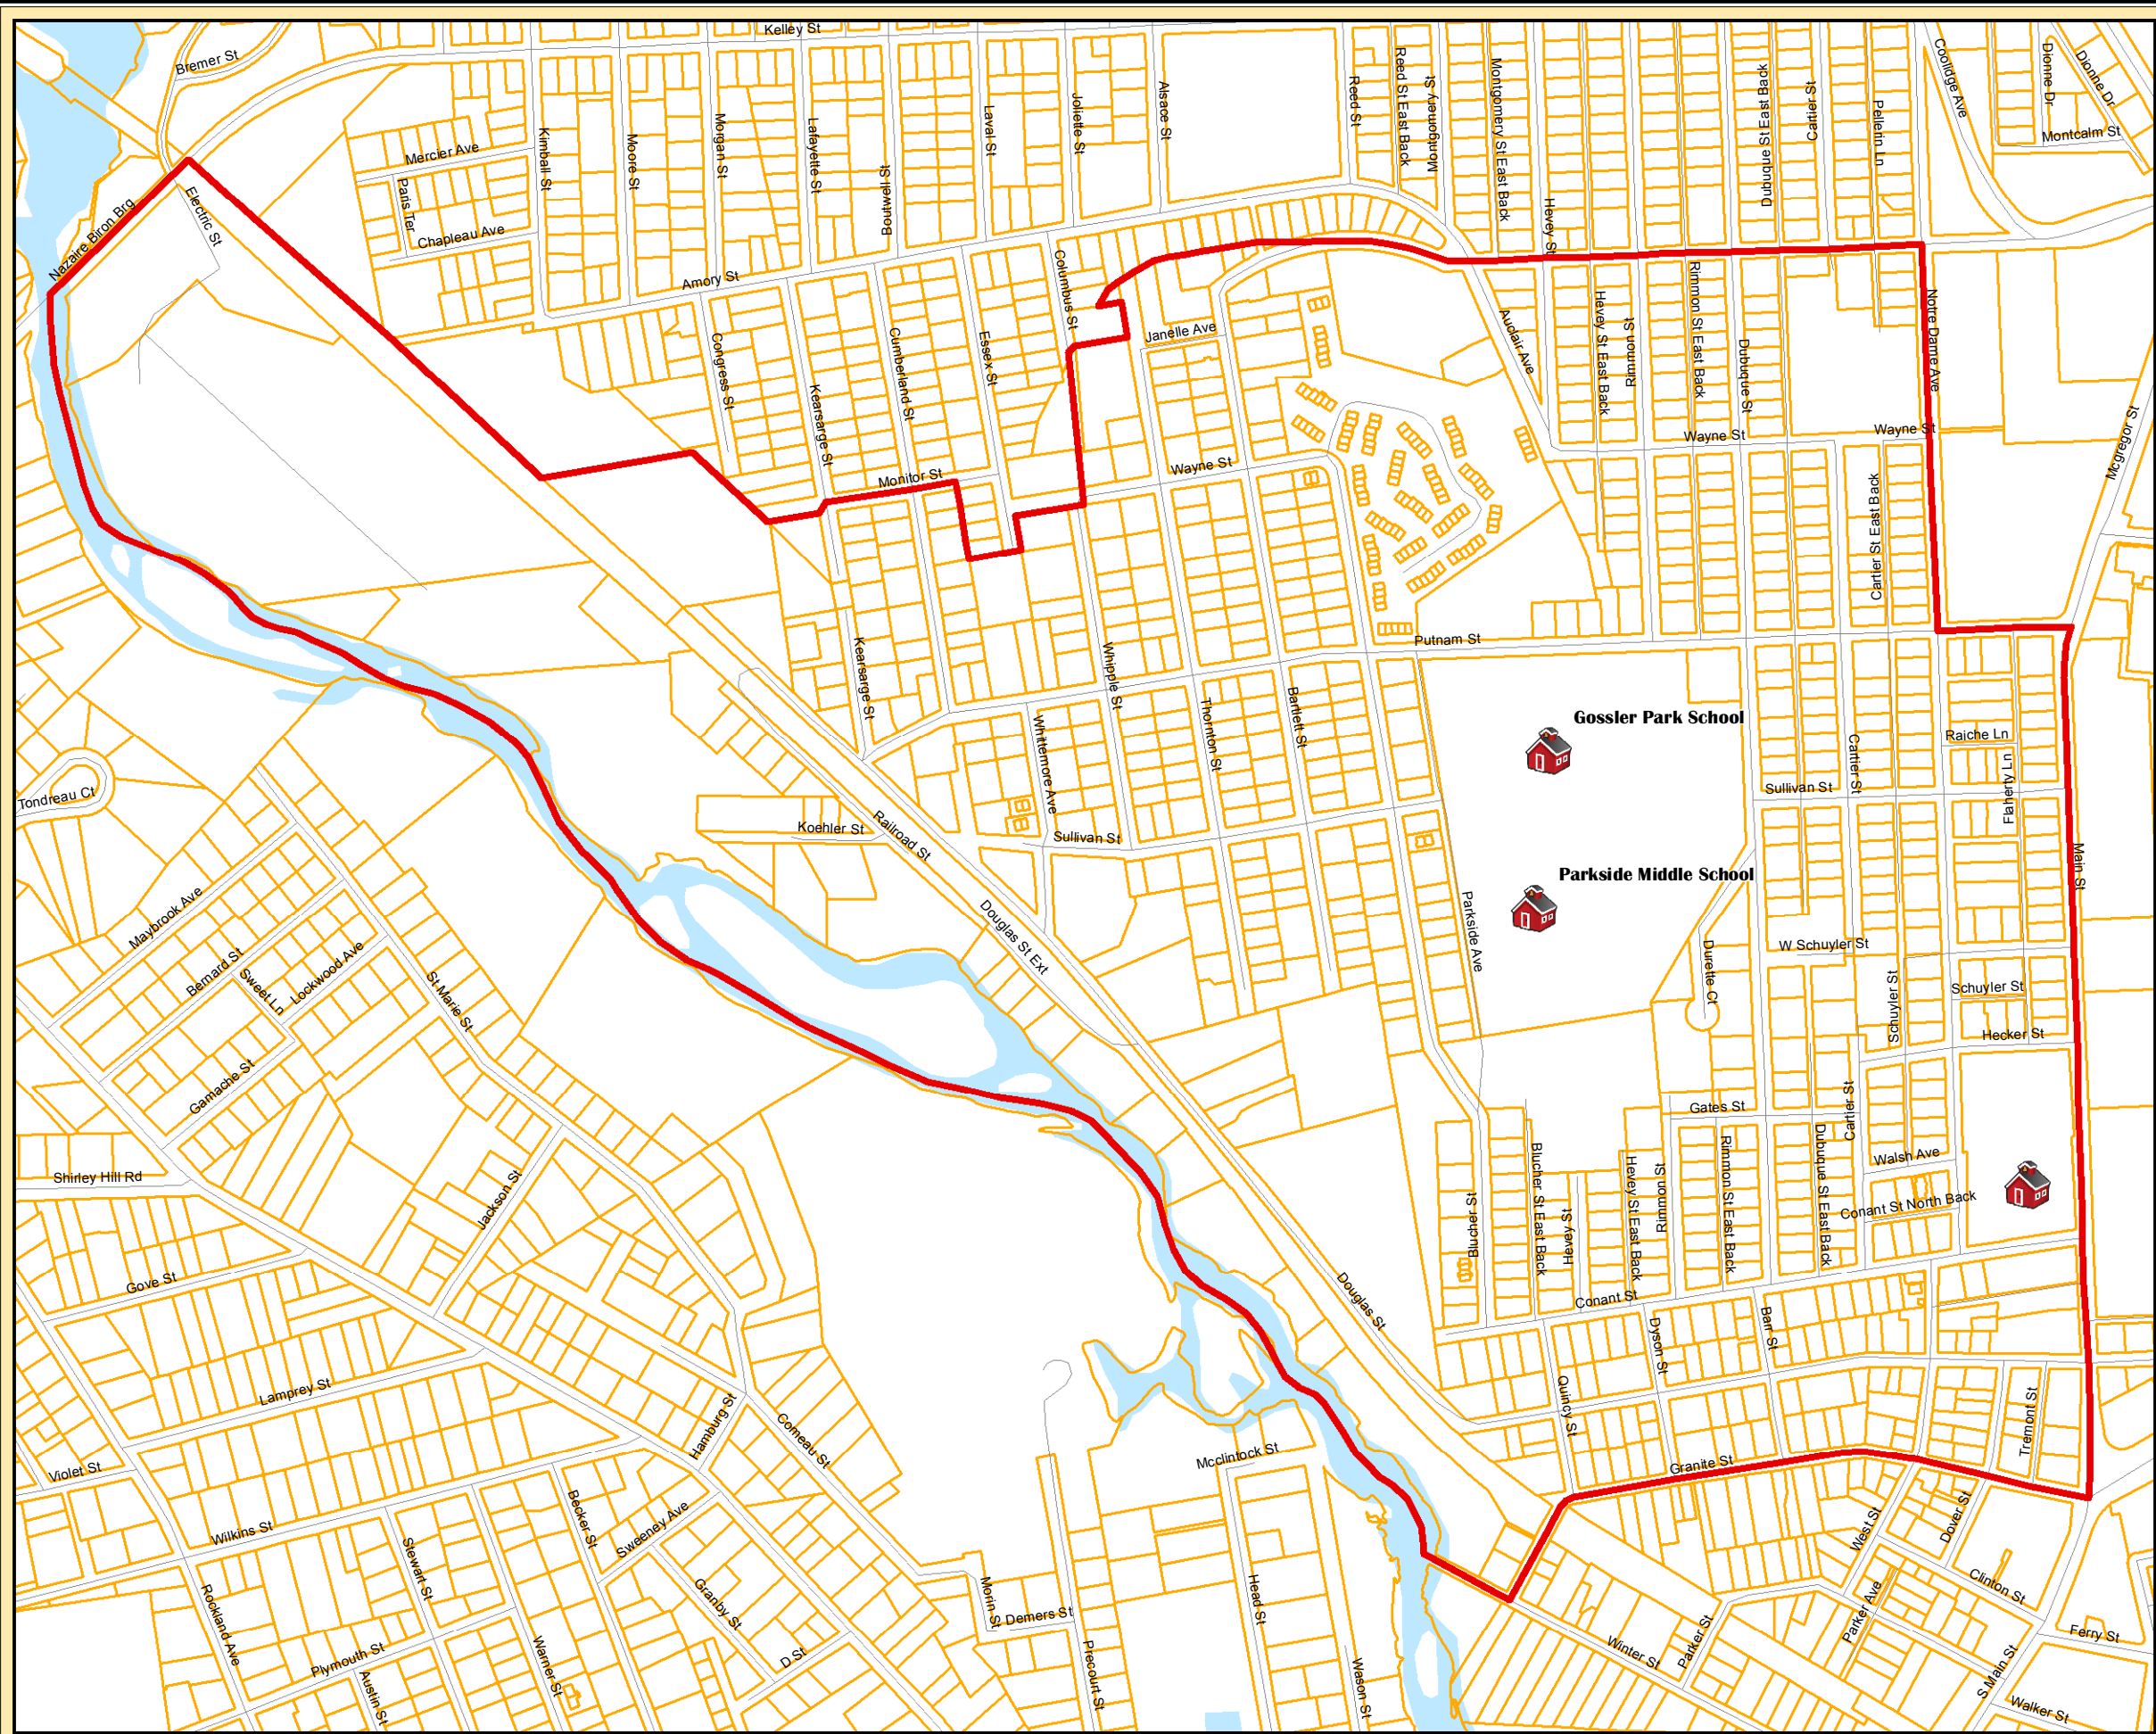 Kelley St
Bremer St
Coolidge Ave
Dionne Dr
Dionne Dr
Montcalm St
Reed St
Reed St East Back
Montgomery St
Montgomery St East Back
Dubuque St East Back
Cartier St
Pellerin Ln
Alsace St
Joliette St
Laval St
Boutwell St
Lafayette St
Morgan St
Moore St
Kimball St
Mercier Ave
Paris Ter
Chapleau Ave
Electric St
Nazaire Biron Brg
Hevey St
Amory St
Columbus St
Janelle Ave
Auclair Ave
Hevey St East Back
Rimmon St
Rimmon St East Back
Dubuque St
Notre Dame Ave
Congress St
Kearsarge St
Cumberland St
Essex St
Wayne St
Wayne St
Wayne St
Mcgregor St
Monitor St
Cartier St East Back
Putnam St
Kearsarge St
Whipple St
Whittemore Ave
Thornton St
Bartlett St
Gossler Park School
Raiche Ln
Cartier St
Flaherty Ln
Sullivan St
Tondreau Ct
Koehler St
Railroad St
Sullivan St
Main St
Parkside Middle School
Parkside Ave
Maybrook Ave
Bernard St
Sweet Ln
Lockwood Ave
St Marie St
Douglas St Ext
Durette Ct
W Schuyler St
Schuyler St
Schuyler St
Hecker St
Gamache St
Gates St
Cartier St
Shirley Hill Rd
Jackson St
Blucher St
Blucher St East Back
Hevey St
Hevey St East Back
Rimmon St
Rimmon St East Back
Dubuque St East Back
Walsh Ave
Conant St North Back
Gove St
Douglas St
Conant St
Dyson St
Barr St
Lamprey St
Hamburg St
Comeau St
Quincy St
Tremont St
Violet St
Mcclintock St
Granite St
Wilkins St
Becker St
Sweeney Ave
Stewart St
West St
Dover St
Rockland Ave
Granby St
Morin St
Demers St
Head St
Clinton St
Parker Ave
Parker St
Winter St
Ferry St
Plymouth St
Warner St
D St
Austin St
Precourt St
Wason St
S Main St
Walker St